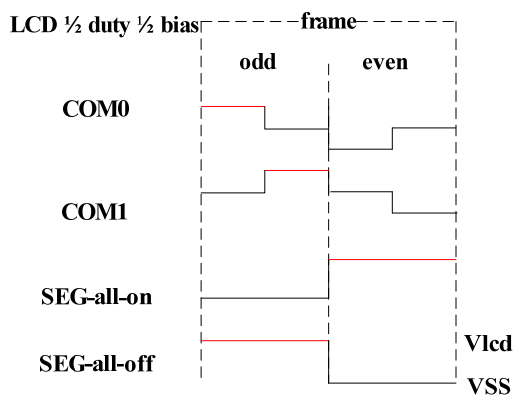 LCD ½ duty ½ bias
frame
odd
even
COM0
COM1
SEG-all-on
SEG-all-off
Vlcd
VSS